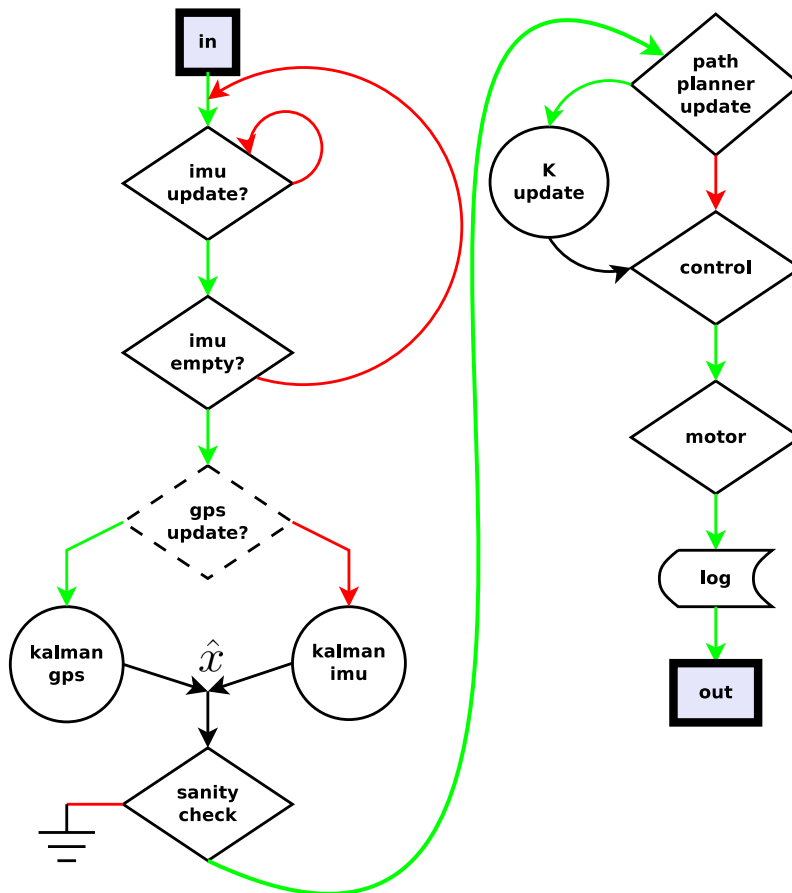 in
imu
update?
imu
empty?
gps
update?
kalman
gps
x̂
kalman
imu
sanity
check
path
planner
update
K
update
control
motor
log
out